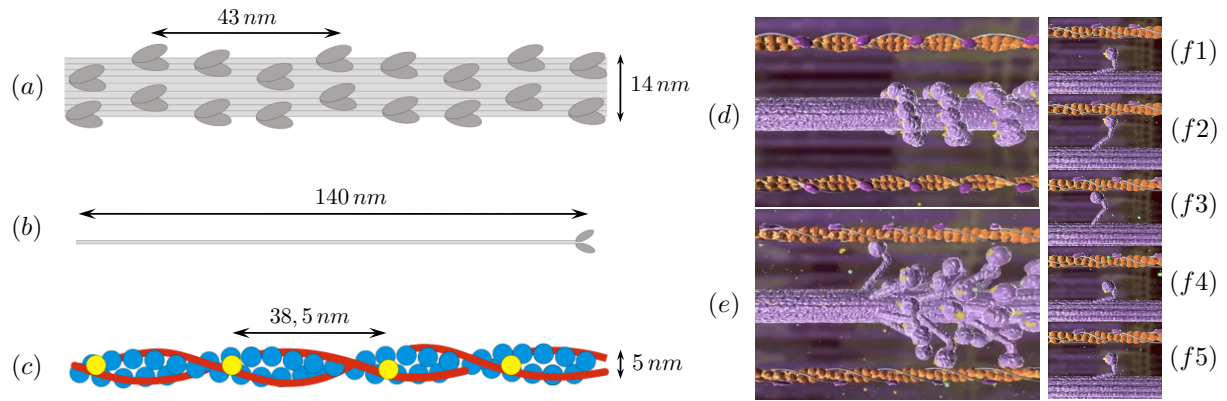 (a)
43 nm
14 nm
(b)
140 nm
(c)
38, 5 nm
5 nm
(d)
(e)
(f1)
(f2)
(f3)
(f4)
(f5)